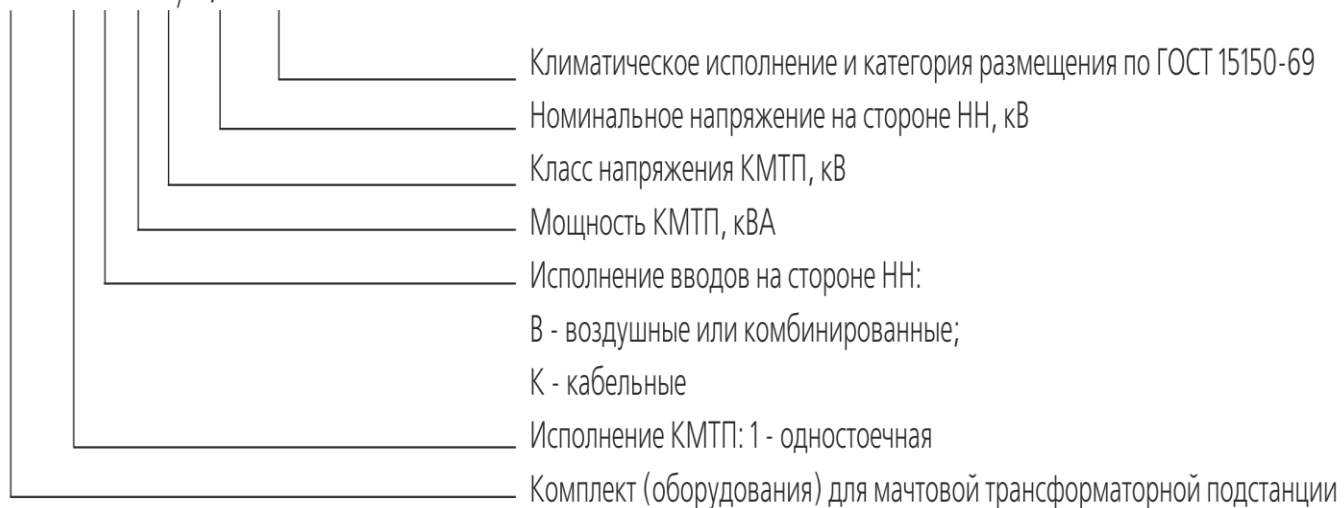 Климатическое исполнение и категория размещения по ГОСТ 15150-69
Номинальное напряжение на стороне НН, кВ
Класс напряжения КМТП, кВ
Мощность КМТП, кВА
Исполнение вводов на стороне НН:
В - воздушные или комбинированные;
К - кабельные
Исполнение КМТП: 1 - одностоечная
Комплект (оборудования) для мачтовой трансформаторной подстанции